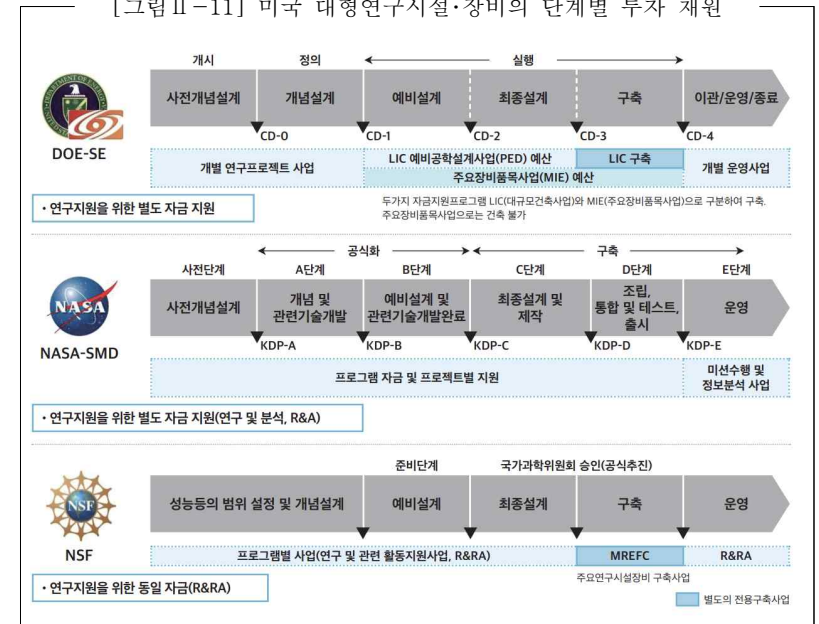 [그림Ⅱ-11] 미국 대형연구시설·장비의 단계별 투자 재원
개시 정의 실행
사전개념설계 개념설계 예비설계 최종설계 구축 이관/운영/종료
CD-0 CD-1 CD-2 CD-3 CD-4
DOE-SE
개별 연구프로젝트 사업 LIC 예비공학설계사업(PED) 예산 LIC 구축 개별 운영사업
주요장비품목사업(MIE) 예산
• 연구지원을 위한 별도 자금 지원
두가지 자금지원프로그램 LIC(대규모건축사업)와 MIE(주요장비품목사업)으로 구분하여 구축.
주요장비품목사업으로는 건축 불가
공식화 구축
사전단계 A단계 B단계 C단계 D단계 E단계
NASA
사전개념설계 개념 및 관련기술개발 예비설계 및 관련기술개발완료 최종설계 및 제작 조립, 통합 및 테스트, 출시 운영
KDP-A KDP-B KDP-C KDP-D KDP-E
NASA-SMD
프로그램 자금 및 프로젝트별 지원 미션수행 및 정보분석 사업
• 연구지원을 위한 별도 자금 지원(연구 및 분석, R&A)
준비단계 국가과학위원회 승인(공식추진)
NSF
성능등의 범위 설정 및 개념설계 예비설계 최종설계 구축 운영
NSF
프로그램별 사업(연구 및 관련 활동지원사업, R&RA) MREFC R&RA
주요연구시설장비 구축사업
• 연구지원을 위한 동일 자금(R&RA)
별도의 전용구축사업